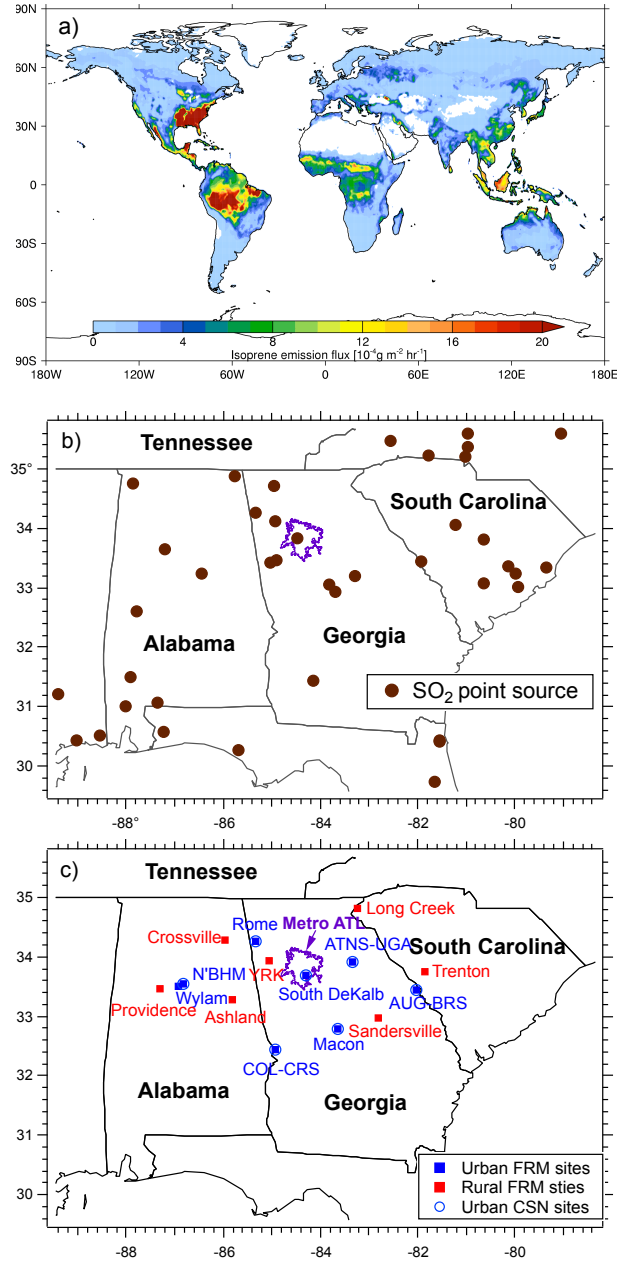 a)
90N
60N
30N
0
30S
60S
90S
0 4 8 12 16 20
Isoprene emission flux [10⁻⁴g m⁻² hr⁻¹]
180W 120W 60W 0 60E 120E 180E
b)
Tennessee
35°
South Carolina
34
33
32
Alabama
Georgia
31
SO₂ point source
30
-88 -86 -84 -82 -80
c)
Tennessee
35
Long Creek
Rome
Metro ATL
Crossville
ATNS-UGA
South Carolina
34
N'BHM
YRK
Trenton
Wylam
South DeKalb
Providence
Ashland
AUG-BRS
33
Sandersville
Macon
COL-CRS
32
Alabama
Georgia
31
Urban FRM sites
Rural FRM sties
Urban CSN sites
30
-88 -86 -84 -82 -80